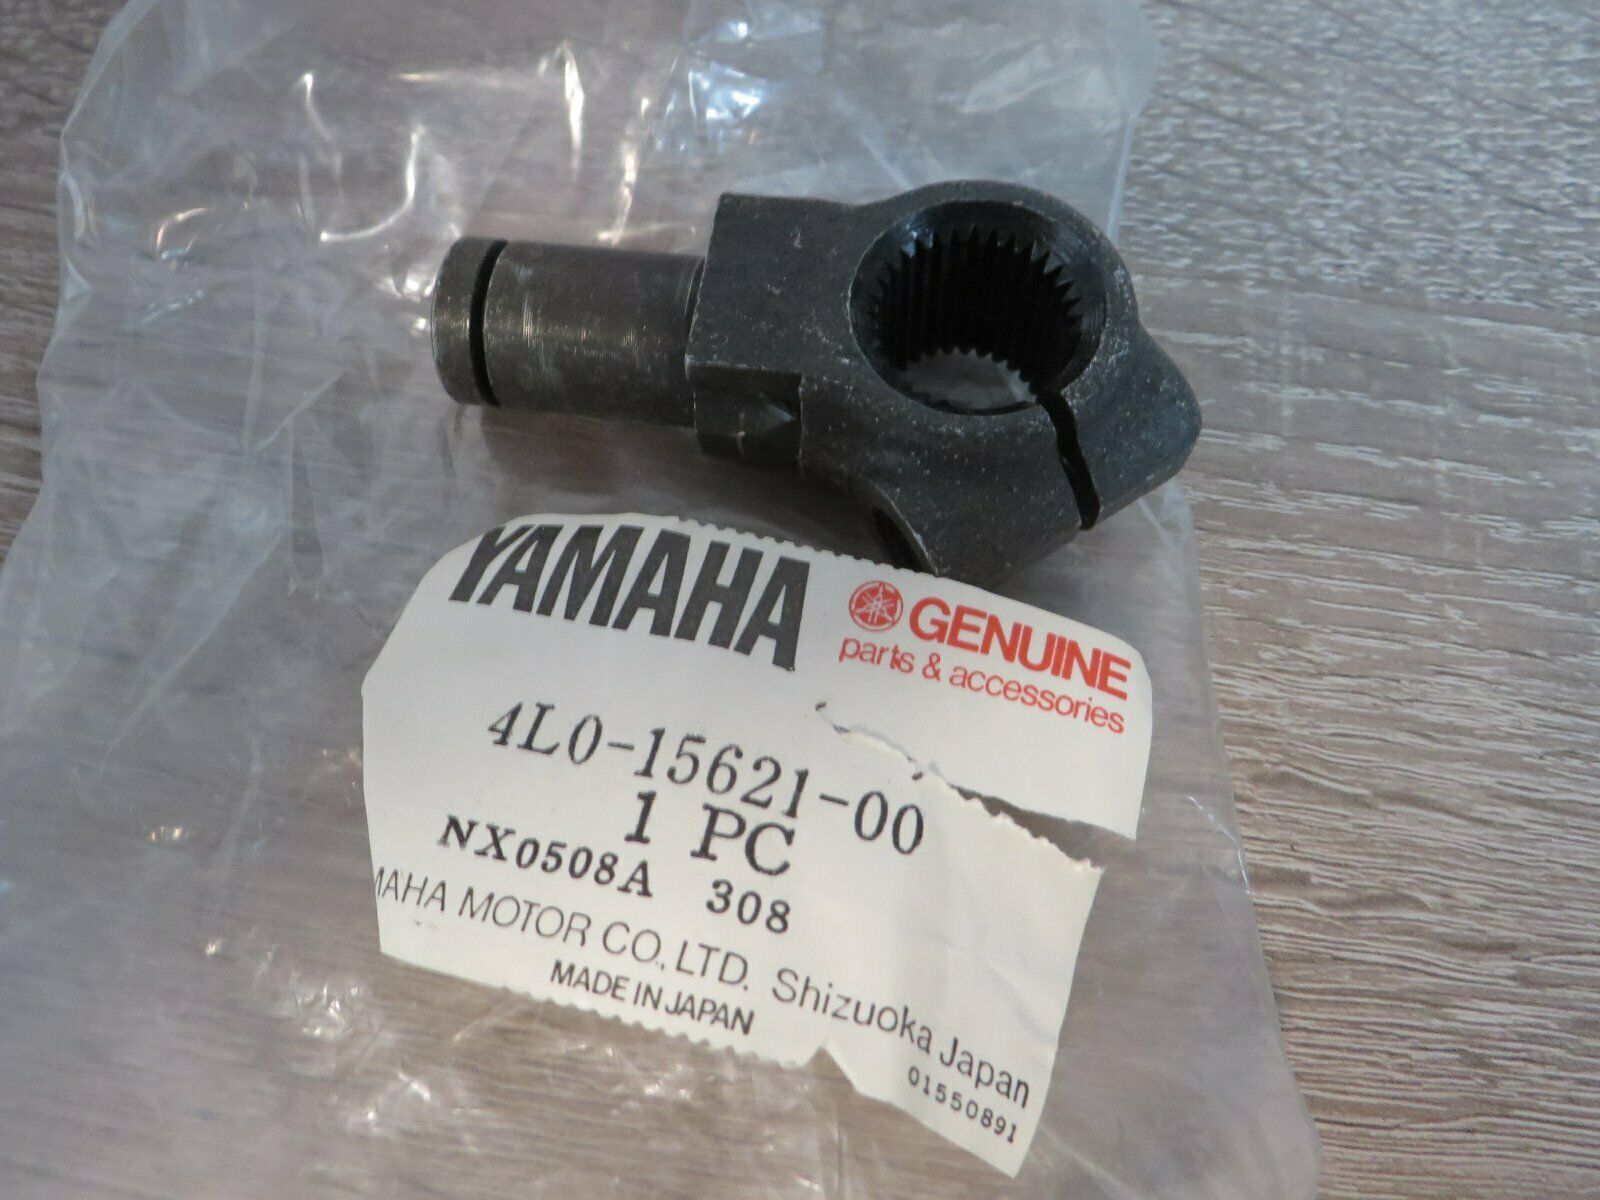 YAMAHA
GENUINE
parts & accessories
4L0-15621-00
1 PC
NX0508A 308
MAHA MOTOR CO., LTD. Shizuoka Japan
MADE IN JAPAN
01550891